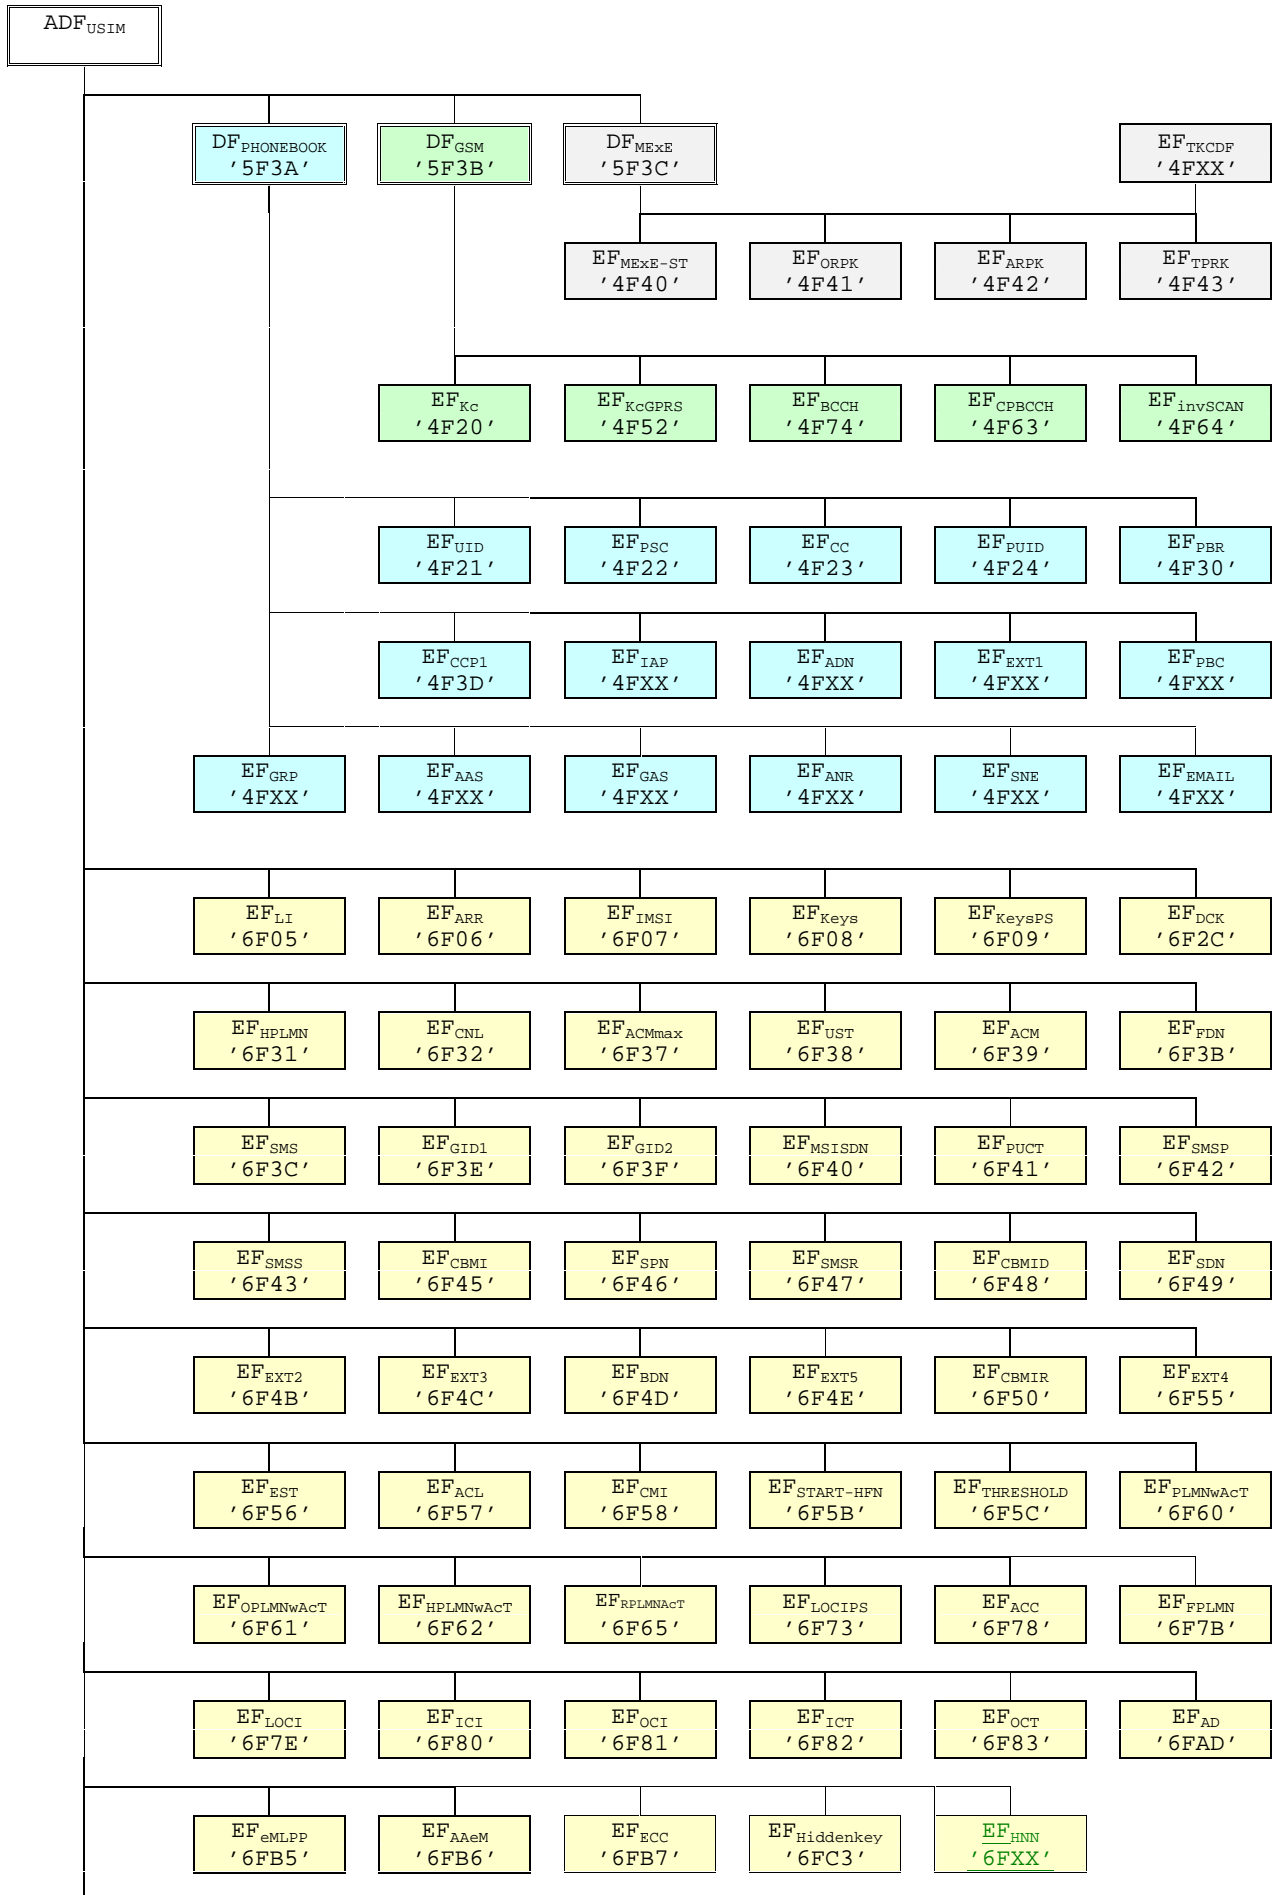 ADFUSIM
DFPHONEBOOK DFGSM DFMExE EFTKCDF
'5F3A' '5F3B' '5F3C' '4FXX'
EFMExE-ST EFORPK EFARPK EFTPRK
'4F40' '4F41' '4F42' '4F43'
EFKc EFKcGPRS EFBCCH EFCPBCCH EFinvSCAN
'4F20' '4F52' '4F74' '4F63' '4F64'
EFUID EFPSC EFCC EFPUID EFPBR
'4F21' '4F22' '4F23' '4F24' '4F30'
EFCCP1 EFIAP EFADN EFEXT1 EFPBC
'4F3D' '4FXX' '4FXX' '4FXX' '4FXX'
EFGRP EFAAS EFGAS EFANR EFSNE EFEMAIL
'4FXX' '4FXX' '4FXX' '4FXX' '4FXX' '4FXX'
EFLI EFARR EFIMSI EFKeys EFKeysPS EFDCK
'6F05' '6F06' '6F07' '6F08' '6F09' '6F2C'
EFHPLMN EFCNL EFACMmax EFUST EFACM EFFDN
'6F31' '6F32' '6F37' '6F38' '6F39' '6F3B'
EFSMS EFGID1 EFGID2 EFMSISDN EFPUCT EFSMSP
'6F3C' '6F3E' '6F3F' '6F40' '6F41' '6F42'
EFSMSS EFCBMI EFSPN EFSMSR EFCBMID EFSDN
'6F43' '6F45' '6F46' '6F47' '6F48' '6F49'
EFEXT2 EFEXT3 EFBDN EFEXT5 EFCBMIR EFEXT4
'6F4B' '6F4C' '6F4D' '6F4E' '6F50' '6F55'
EFEST EFACL EFCMI EFSTART-HFN EFTHRESHOLD EFPLMNwAcT
'6F56' '6F57' '6F58' '6F5B' '6F5C' '6F60'
EFOPLMNwAcT EFHPLMNwAcT EFRPLMNAcT EFLOCIPS EFACC EFFPLMN
'6F61' '6F62' '6F65' '6F73' '6F78' '6F7B'
EFLOCI EFICI EFOCI EFICT EFOCT EFAD
'6F7E' '6F80' '6F81' '6F82' '6F83' '6FAD'
EFeMLPP EFAAeM EFECC EFHiddenkey EFHNN
'6FB5' '6FB6' '6FB7' '6FC3' '6FXX'